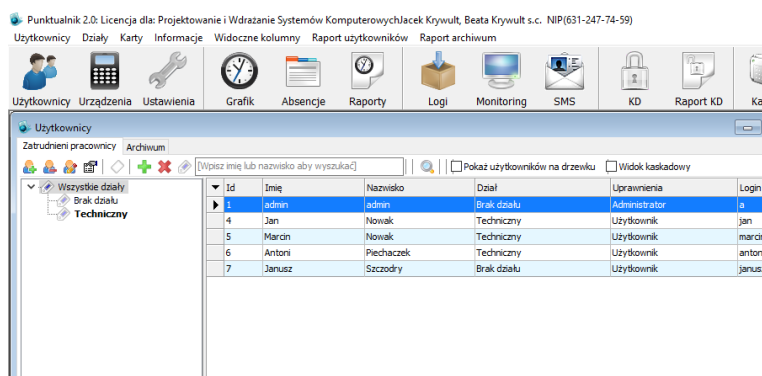 Punktualnik 2.0: Licencja dla: Projektowanie i Wdrażanie Systemów KomputerowychJacek Krywult, Beata Krywult s.c. NIP(631-247-74-59)
Użytkownicy Działy Karty Informacje Widoczne kolumny Raport użytkowników Raport archiwum
Użytkownicy Urządzenia Ustawienia Grafik Absencje Raporty Logi Monitoring SMS KD Raport KD Ka
Użytkownicy
Zatrudnieni pracownicy Archiwum
[Wpisz imię lub nazwisko aby wyszukać] Pokaż użytkowników na drzewku Widok kaskadowy
Wszystkie działy
Brak działu
Techniczny
Id Imię Nazwisko Dział Uprawnienia Login
1 admin admin Brak działu Administrator a
4 Jan Nowak Techniczny Użytkownik jan
5 Marcin Nowak Techniczny Użytkownik marci
6 Antoni Piechaczek Techniczny Użytkownik anton
7 Janusz Szczodry Brak działu Użytkownik janus